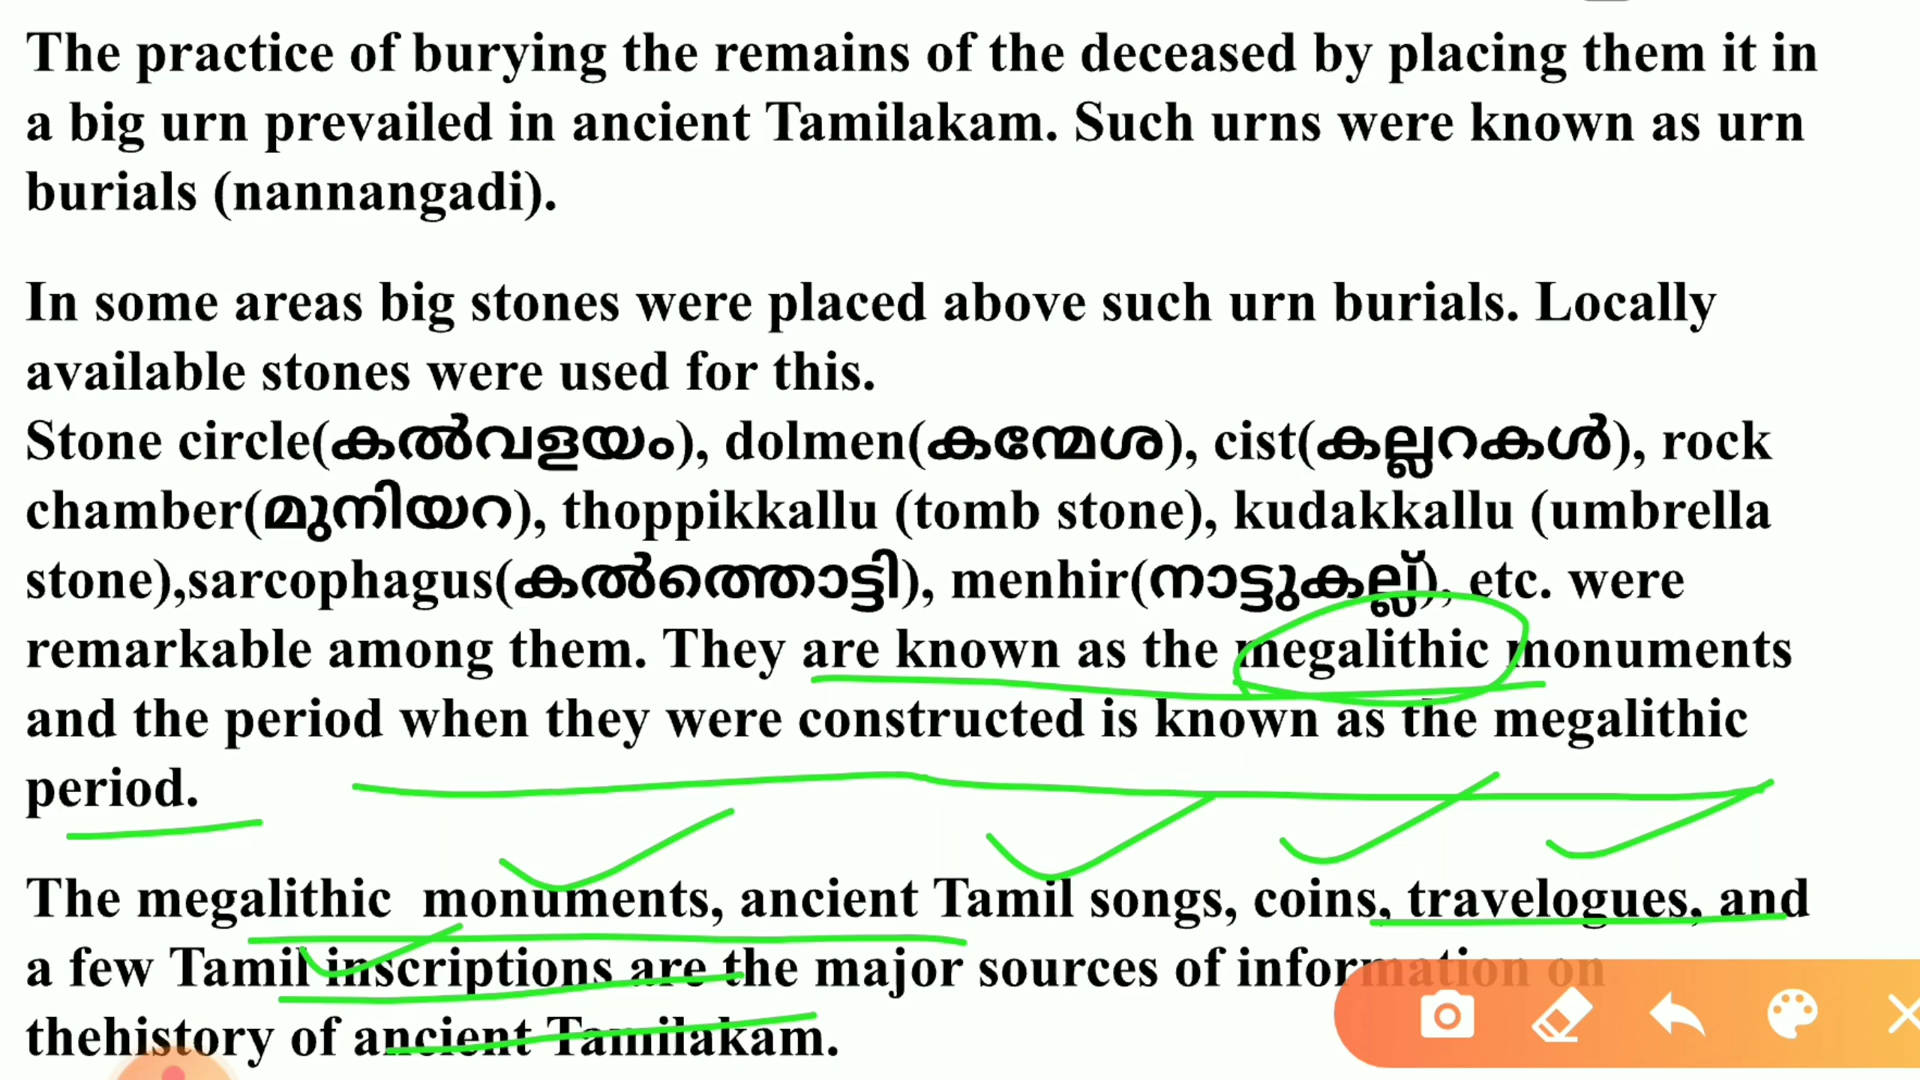 The practice of burying the remains of the deceased by placing them it in
a big urn prevailed in ancient Tamilakam. Such urns were known as urn
burials (nannangadi).
In some areas big stones were placed above such urn burials. Locally
available stones were used for this.
Stone circle(കൽവളയം), dolmen(കന്മേശ), cist(കല്ലറകൾ), rock
chamber(മുനിയറ), thoppikkallu (tomb stone), kudakkallu (umbrella
stone),sarcophagus(കൽത്തൊട്ടി), menhir(നാട്ടുകല്ല്), etc. were
remarkable among them. They are known as the megalithic monuments
and the period when they were constructed is known as the megalithic
period.
The megalithic  monuments, ancient Tamil songs, coins, travelogues, and
a few Tamil inscriptions are the major sources of information on
thehistory of ancient Tamilakam.